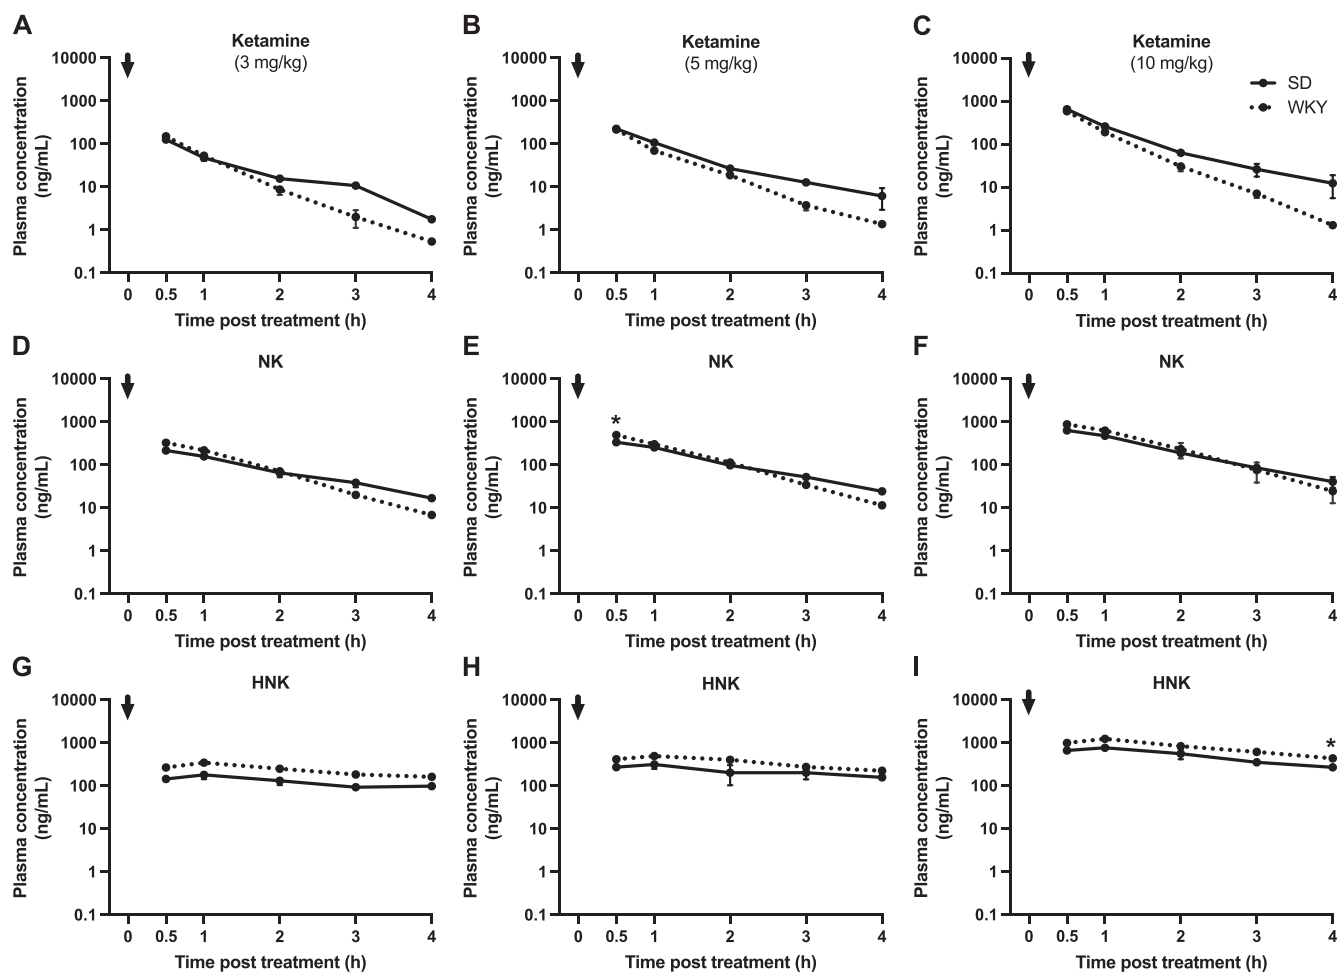 A
Ketamine
(3 mg/kg)
Plasma concentration
(ng/mL)
10000
1000
100
10
1
0.1
0 0.5 1 2 3 4
Time post treatment (h)
B
Ketamine
(5 mg/kg)
Plasma concentration
(ng/mL)
10000
1000
100
10
1
0.1
0 0.5 1 2 3 4
Time post treatment (h)
C
Ketamine
(10 mg/kg)
SD
WKY
Plasma concentration
(ng/mL)
10000
1000
100
10
1
0.1
0 0.5 1 2 3 4
Time post treatment (h)
D
NK
Plasma concentration
(ng/mL)
10000
1000
100
10
1
0.1
0 0.5 1 2 3 4
Time post treatment (h)
E
NK
Plasma concentration
(ng/mL)
10000
1000
100
10
1
0.1
*
0 0.5 1 2 3 4
Time post treatment (h)
F
NK
Plasma concentration
(ng/mL)
10000
1000
100
10
1
0.1
0 0.5 1 2 3 4
Time post treatment (h)
G
HNK
Plasma concentration
(ng/mL)
10000
1000
100
10
1
0.1
0 0.5 1 2 3 4
Time post treatment (h)
H
HNK
Plasma concentration
(ng/mL)
10000
1000
100
10
1
0.1
0 0.5 1 2 3 4
Time post treatment (h)
I
HNK
Plasma concentration
(ng/mL)
10000
1000
100
10
1
0.1
*
0 0.5 1 2 3 4
Time post treatment (h)